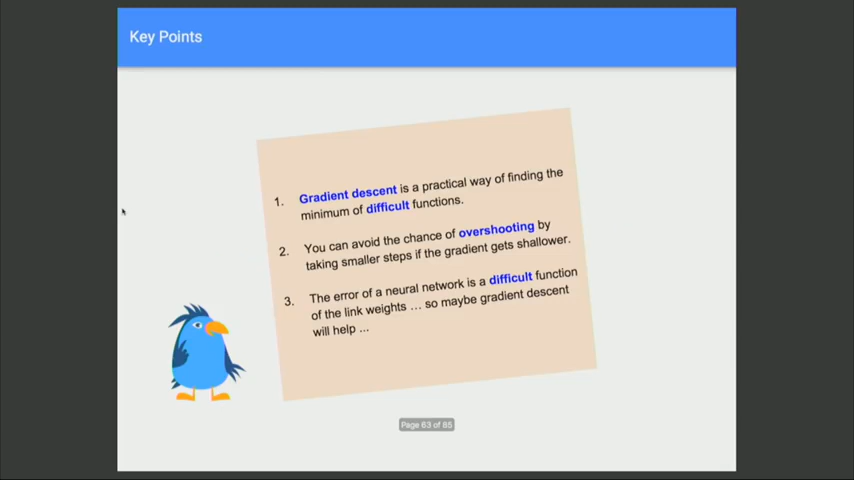 Key Points
1. Gradient descent is a practical way of finding the
minimum of difficult functions.
2. You can avoid the chance of overshooting by
taking smaller steps if the gradient gets shallower.
3. The error of a neural network is a difficult function
of the link weights ... so maybe gradient descent
will help ...
Page 63 of 85